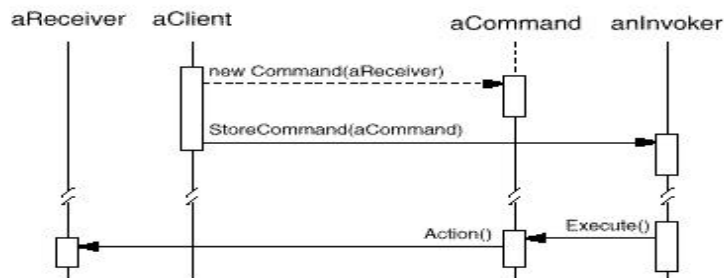 aReceiver aClient aCommand anInvoker
new Command(aReceiver)
StoreCommand(aCommand)
Action() Execute()